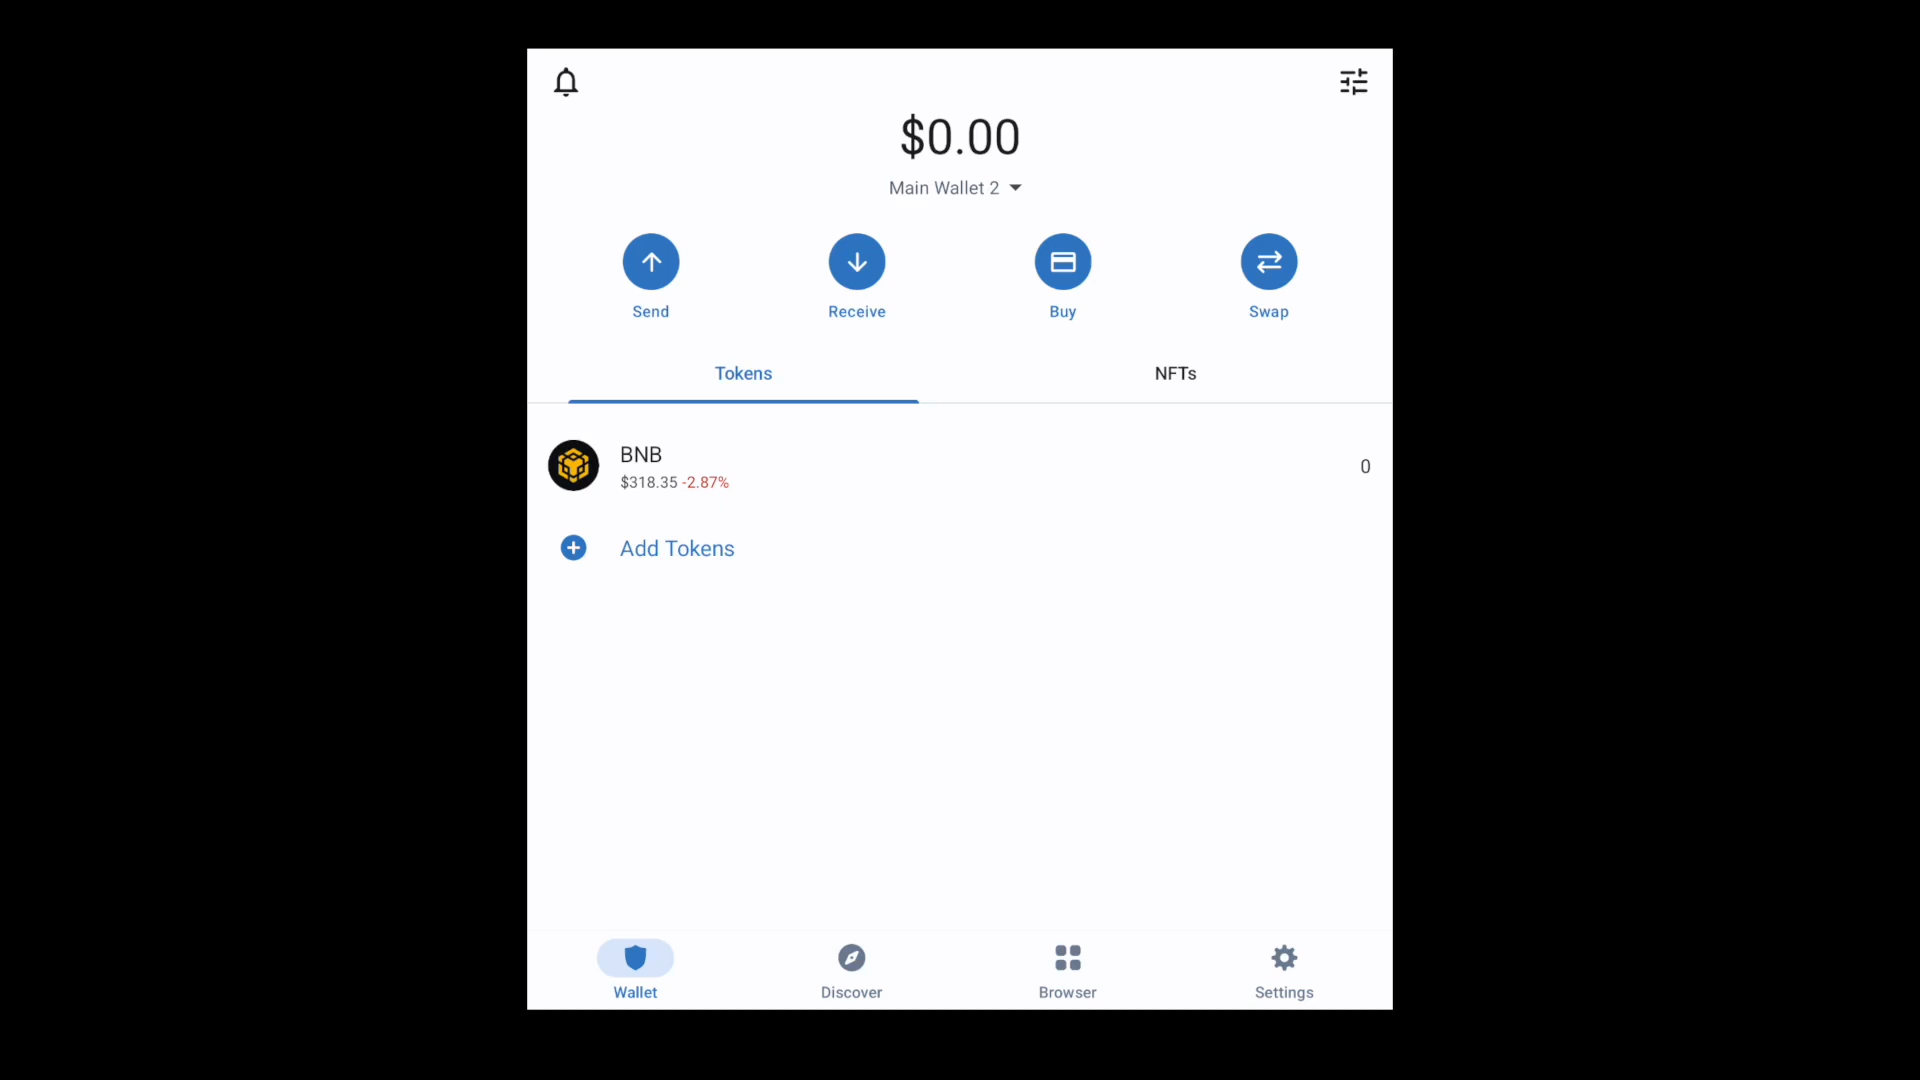 $0.00
Main Wallet 2
Send
Receive
Buy
Swap
Tokens
NFTs
BNB
$318.35 -2.87%
0
Add Tokens
Wallet
Discover
Browser
Settings